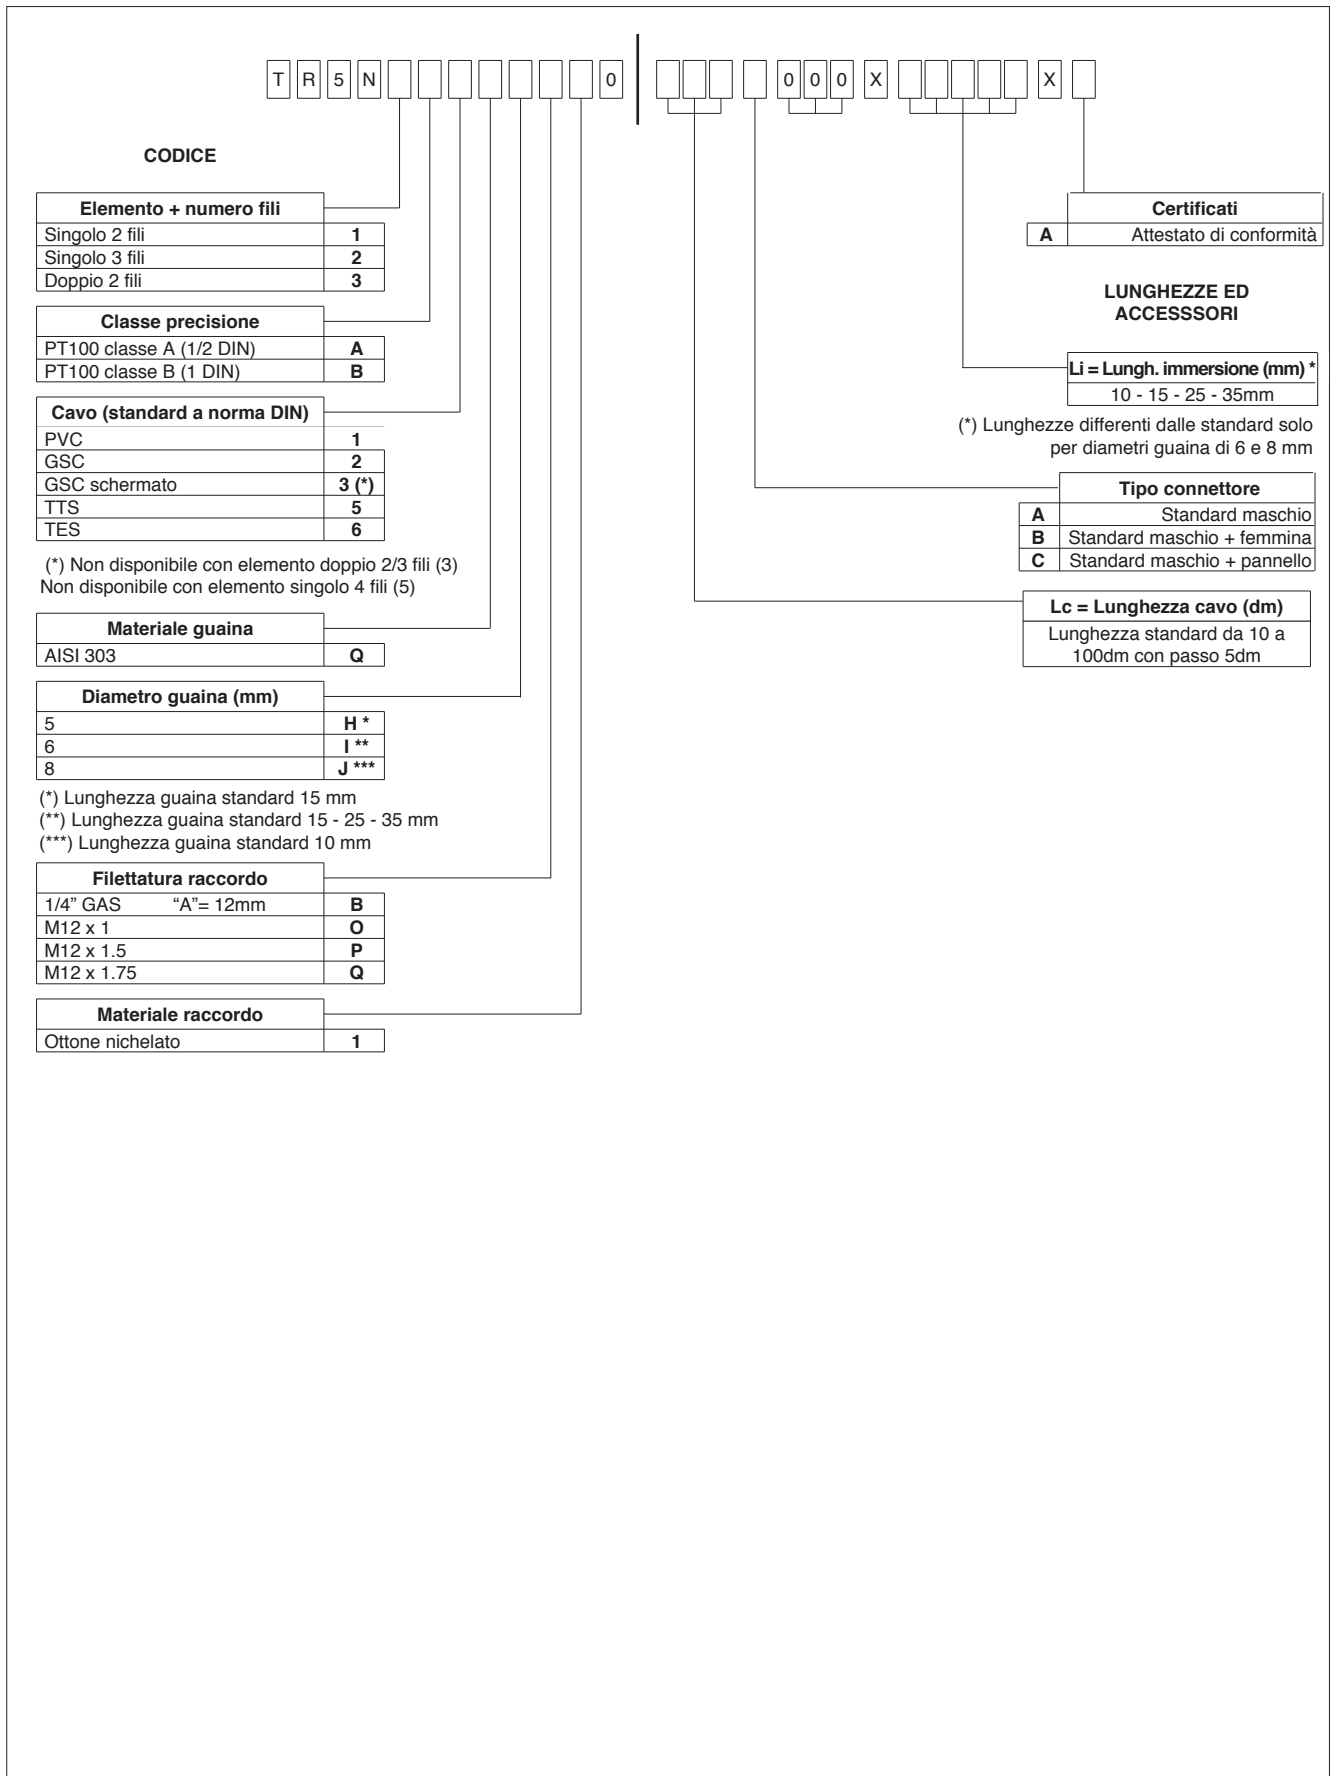 T R 5 N 0 0 0 0 X X
CODICE
Elemento + numero fili
Singolo 2 fili 1
Singolo 3 fili 2
Doppio 2 fili 3
Classe precisione
PT100 classe A (1/2 DIN) A
PT100 classe B (1 DIN) B
Cavo (standard a norma DIN)
PVC 1
GSC 2
GSC schermato 3 (*)
TTS 5
TES 6
(*) Non disponibile con elemento doppio 2/3 fili (3)
Non disponibile con elemento singolo 4 fili (5)
Materiale guaina
AISI 303 Q
Diametro guaina (mm)
5 H *
6 I **
8 J ***
(*) Lunghezza guaina standard 15 mm
(**) Lunghezza guaina standard 15 - 25 - 35 mm
(***) Lunghezza guaina standard 10 mm
Filettatura raccordo
1/4” GAS “A”= 12mm B
M12 x 1 O
M12 x 1.5 P
M12 x 1.75 Q
Materiale raccordo
Ottone nichelato 1
Certificati
A Attestato di conformità
LUNGHEZZE ED
ACCESSSORI
Li = Lungh. immersione (mm) *
10 - 15 - 25 - 35mm
(*) Lunghezze differenti dalle standard solo
per diametri guaina di 6 e 8 mm
Tipo connettore
A Standard maschio
B Standard maschio + femmina
C Standard maschio + pannello
Lc = Lunghezza cavo (dm)
Lunghezza standard da 10 a
100dm con passo 5dm